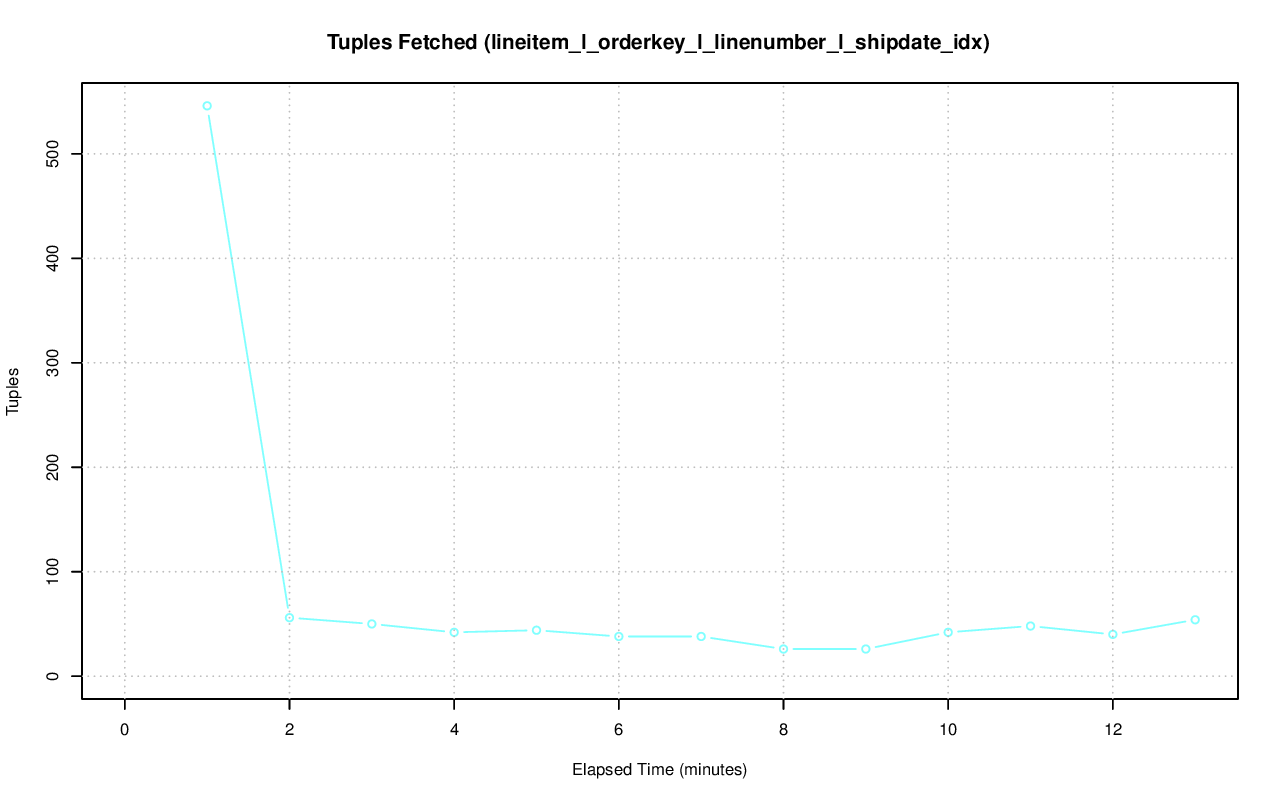 Tuples Fetched (lineitem_l_orderkey_l_linenumber_l_shipdate_idx)
Tuples
500
400
300
200
100
0
0 2 4 6 8 10 12
Elapsed Time (minutes)